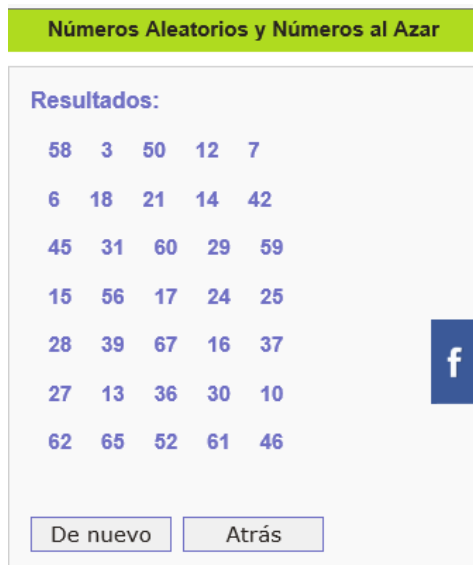 Números Aleatorios y Números al Azar
Resultados:
58 3 50 12 7
6 18 21 14 42
45 31 60 29 59
15 56 17 24 25
28 39 67 16 37
27 13 36 30 10
62 65 52 61 46
f
De nuevo Atrás